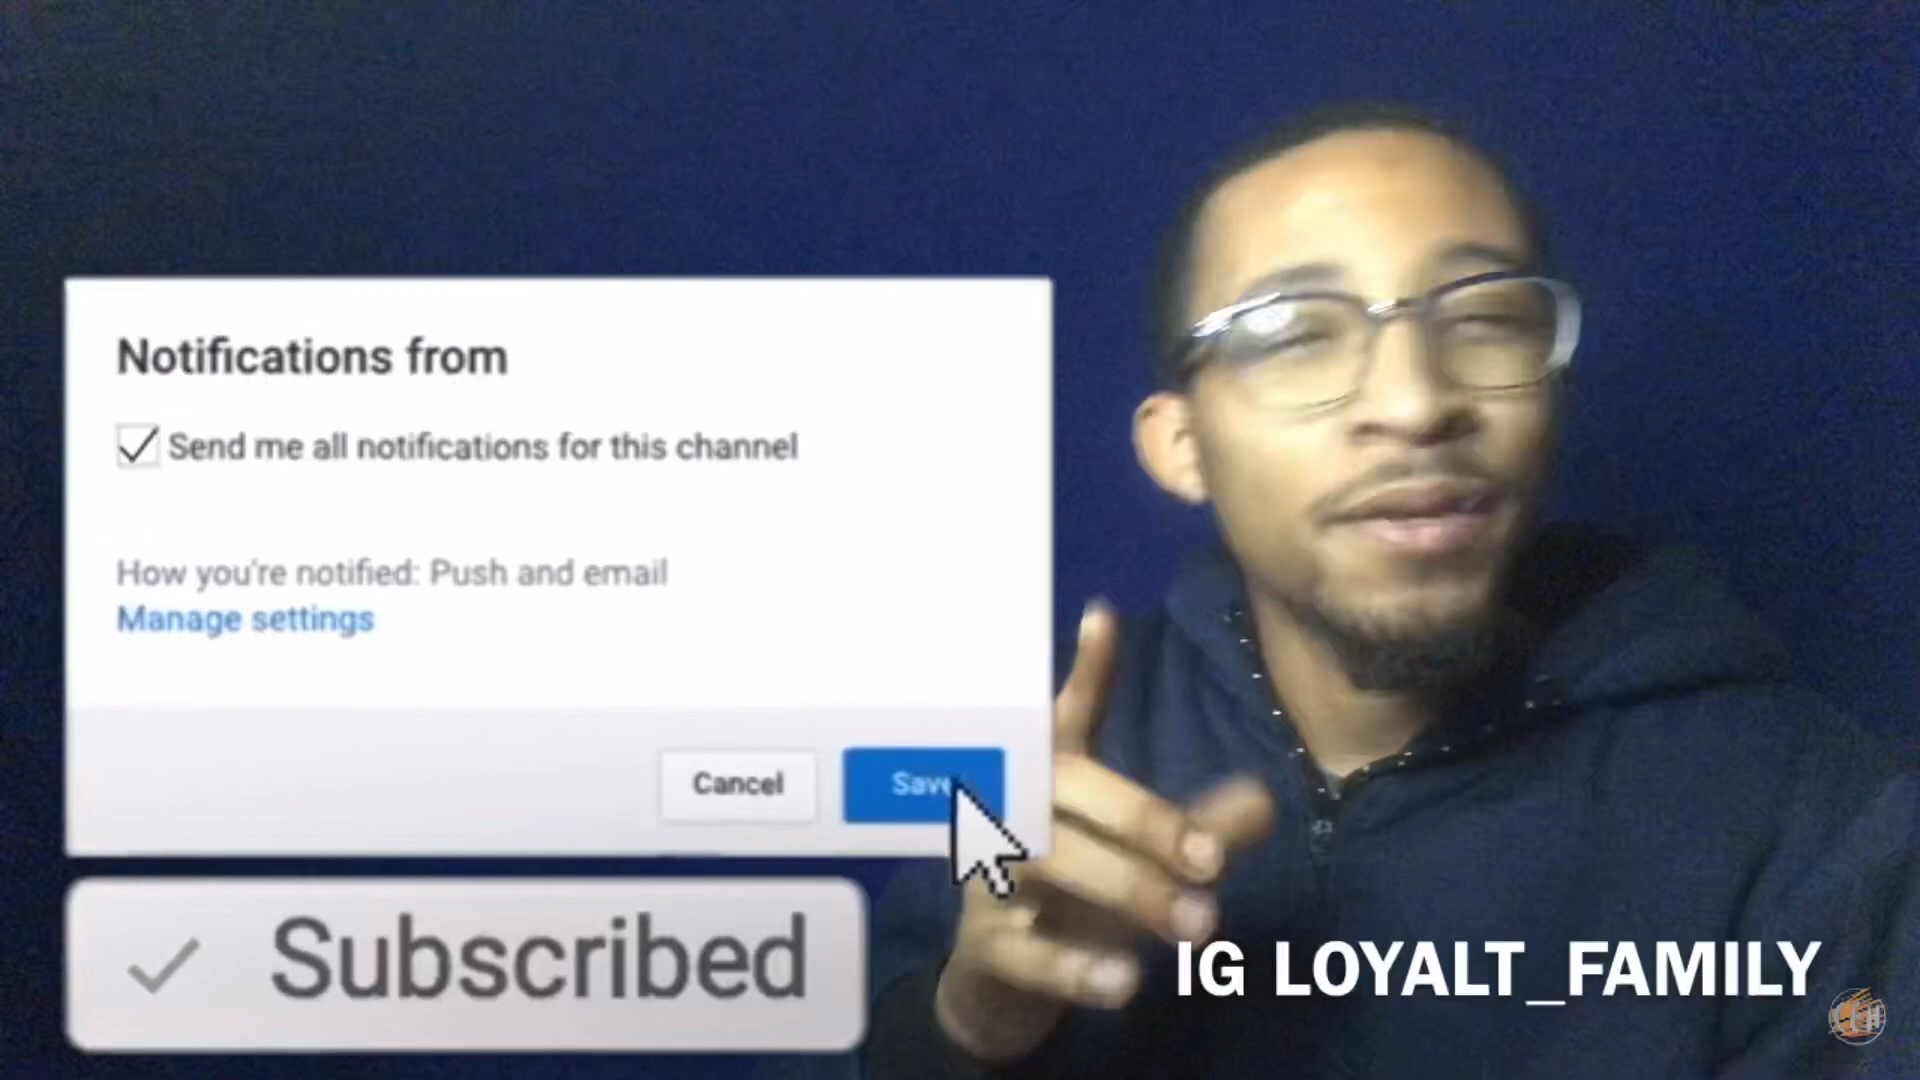 Notifications from
Send me all notifications for this channel
How you're notified: Push and email
Manage settings
Cancel
Save
Subscribed
IG LOYALT_FAMILY